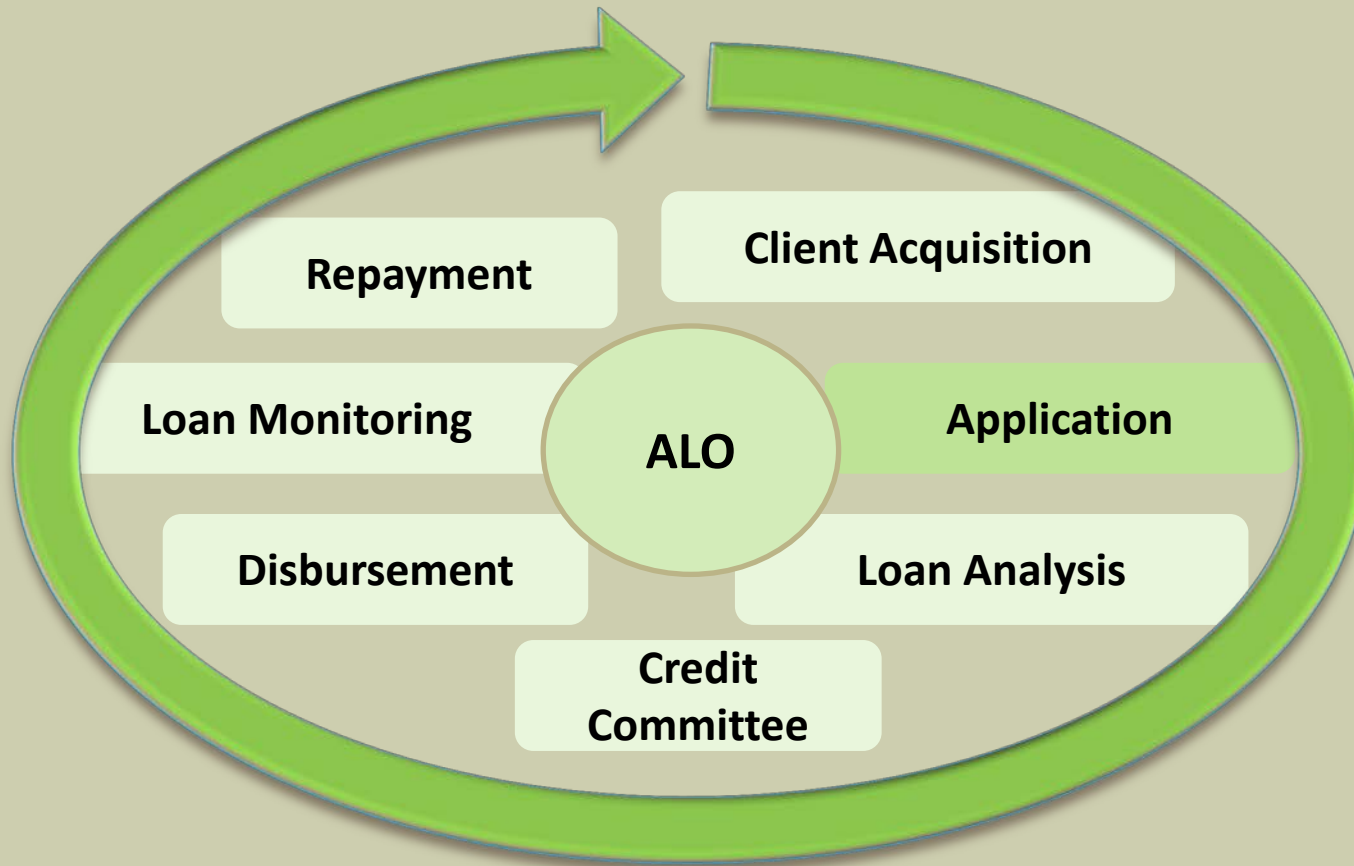 Repayment
Client Acquisition
Loan Monitoring
ALO
Application
Disbursement
Loan Analysis
Credit
Committee